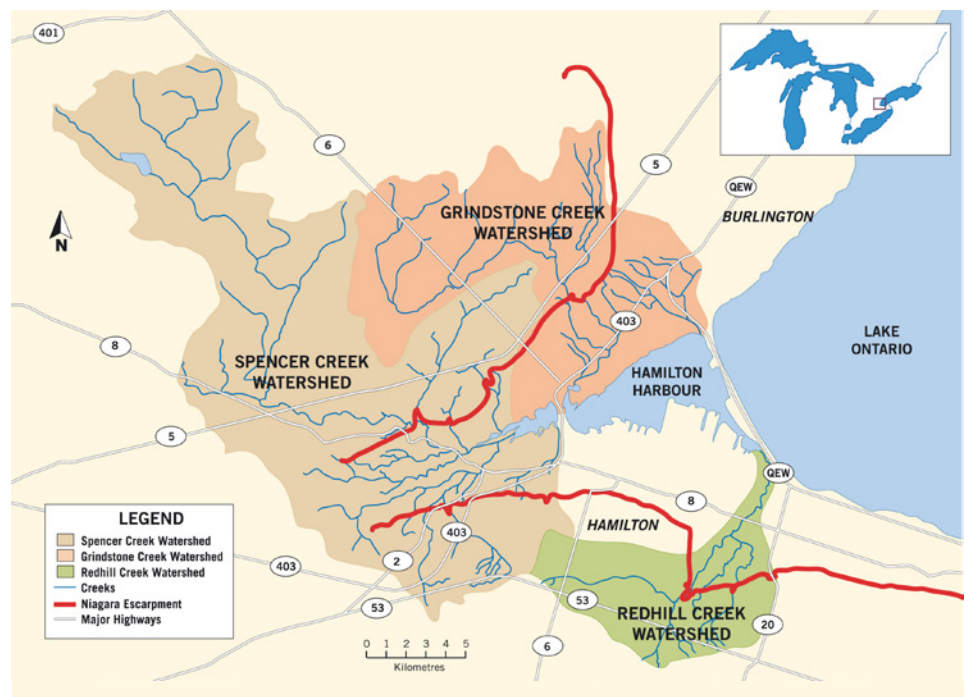 401
6
5
QEW
BURLINGTON
GRINDSTONE CREEK
WATERSHED
N
403
LAKE
ONTARIO
8
SPENCER CREEK
WATERSHED
HAMILTON
HARBOUR
5
QEW
8
HAMILTON
403
2
403
53
53
REDHILL CREEK
WATERSHED
20
6
LEGEND
Spencer Creek Watershed
Grindstone Creek Watershed
Redhill Creek Watershed
Creeks
Niagara Escarpment
Major Highways
0 1 2 3 4 5
Kilometres